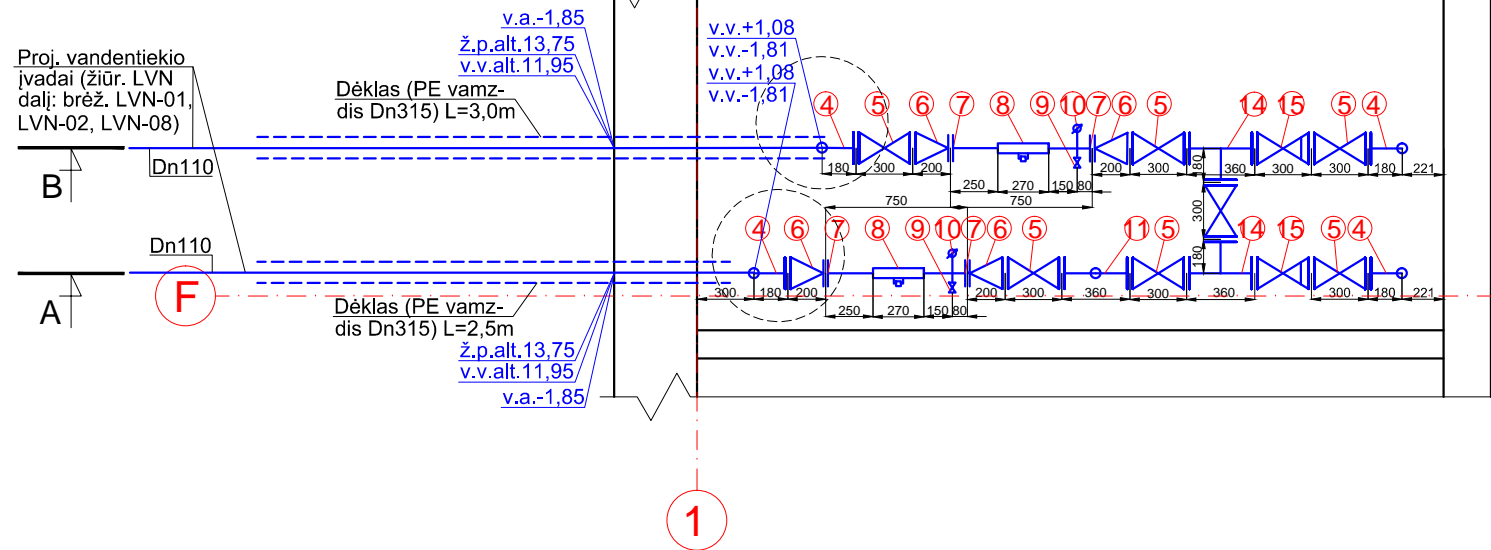 v.a.-1,85
ž.p.alt.13,75
v.v.alt.11,95
Proj. vandentiekio
įvadai (žiūr. LVN
dalį: brėž. LVN-01,
LVN-02, LVN-08)
Dėklas (PE vamz-
dis Dn315) L=3,0m
v.v.+1,08
v.v.-1,81
v.v.+1,08
v.v.-1,81
4 5 6 7 8 9 10 7 6 5 14 15 5 4
B
Dn110
180 300 200 250 270 150 80 200 300 180 360 300 300 180 221
750 750
300
Dn110
4 6 7 8 9 10 7 6 5 11 5 14 15 5 4
180
A
F
300 180 200 250 270 150 80 200 300 360 300 360 300 180 221
Dėklas (PE vamz-
dis Dn315) L=2,5m
ž.p.alt.13,75
v.v.alt.11,95
v.a.-1,85
1